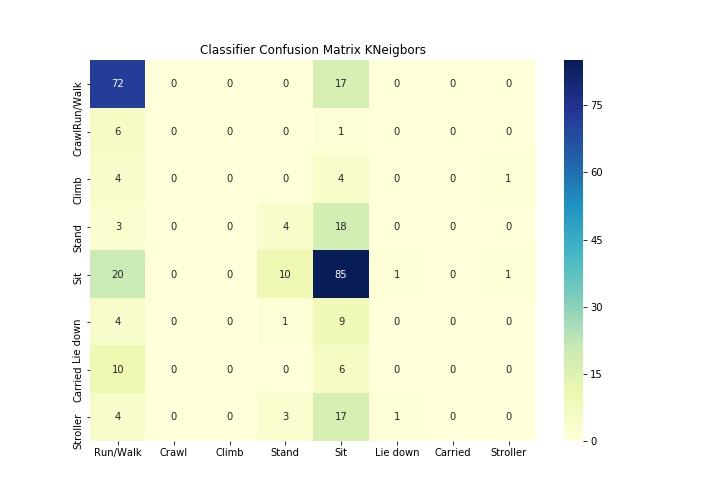 Classifier Confusion Matrix KNeigbors
Run/Walk 72 0 0 0 17 0 0 0
Crawl 6 0 0 0 1 0 0 0
Climb 4 0 0 0 4 0 0 1
Stand 3 0 0 4 18 0 0 0
Sit 20 0 0 10 85 1 0 1
Lie down 4 0 0 1 9 0 0 0
Carried 10 0 0 0 6 0 0 0
Stroller 4 0 0 3 17 1 0 0
Run/Walk Crawl Climb Stand Sit Lie down Carried Stroller
75
60
45
30
15
0